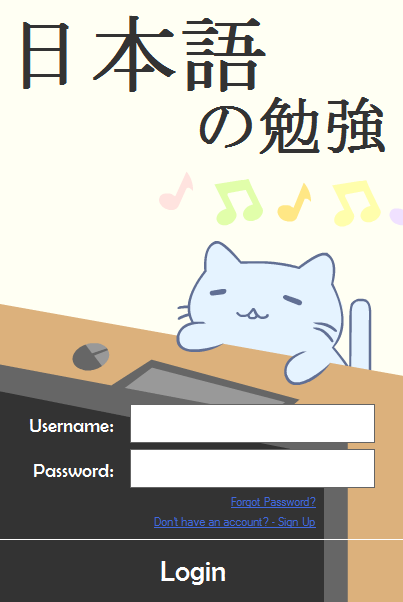 日本語
の勉強
Username:
Password:
Forgot Password?
Don't have an account? - Sign Up
Login